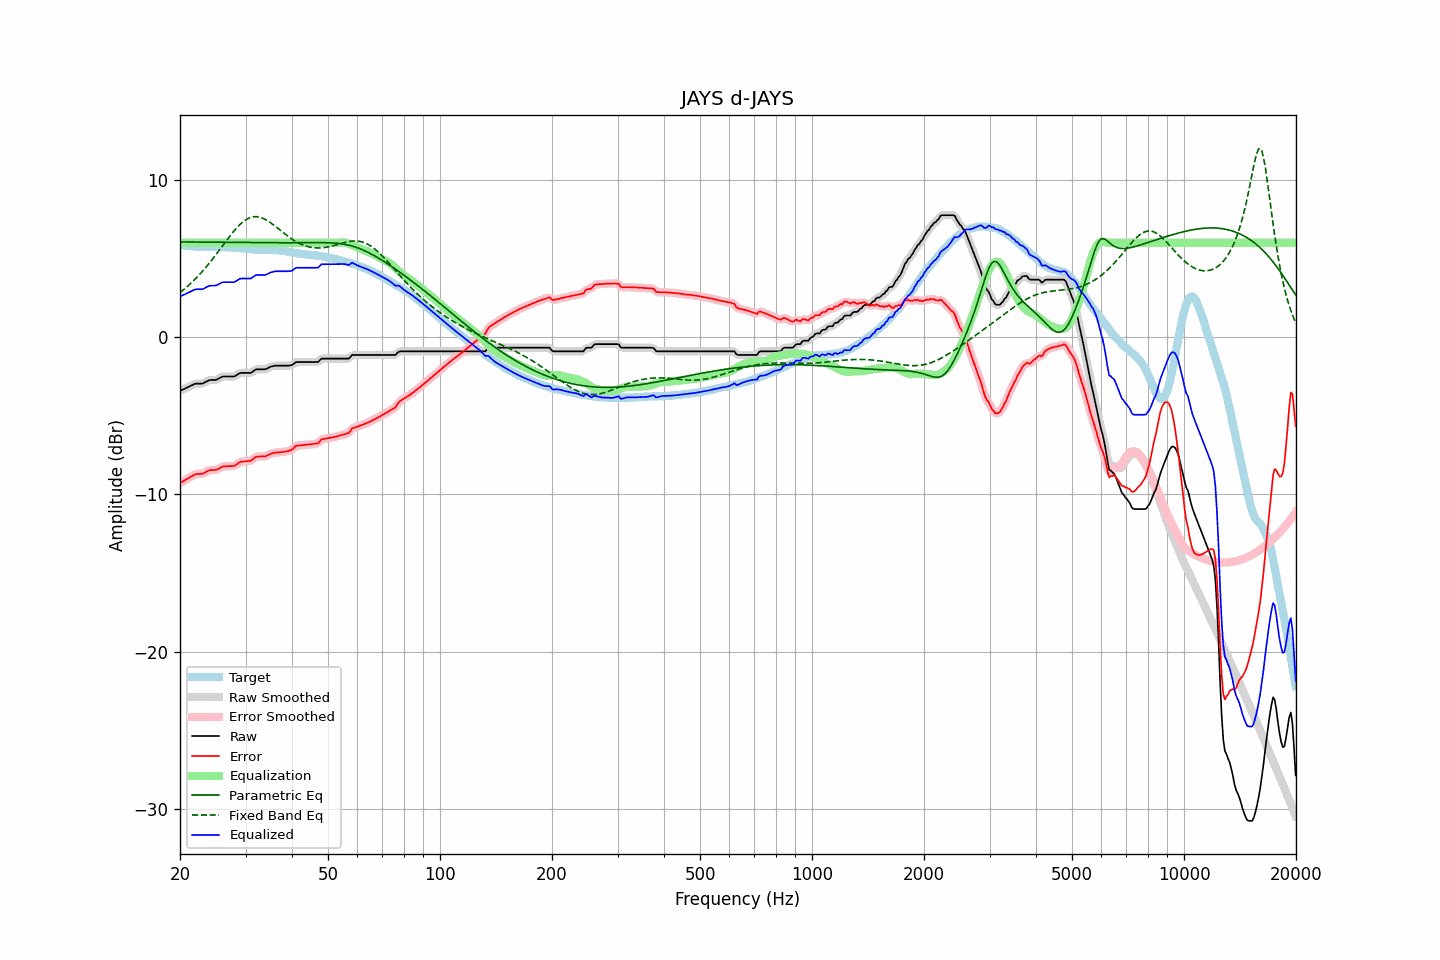 JAYS d-JAYS
Amplitude (dBr)
10
0
−10
−20
−30
Target
Raw Smoothed
Error Smoothed
Raw
Error
Equalization
Parametric Eq
Fixed Band Eq
Equalized
20 50 100 200 500 1000 2000 5000 10000 20000
Frequency (Hz)